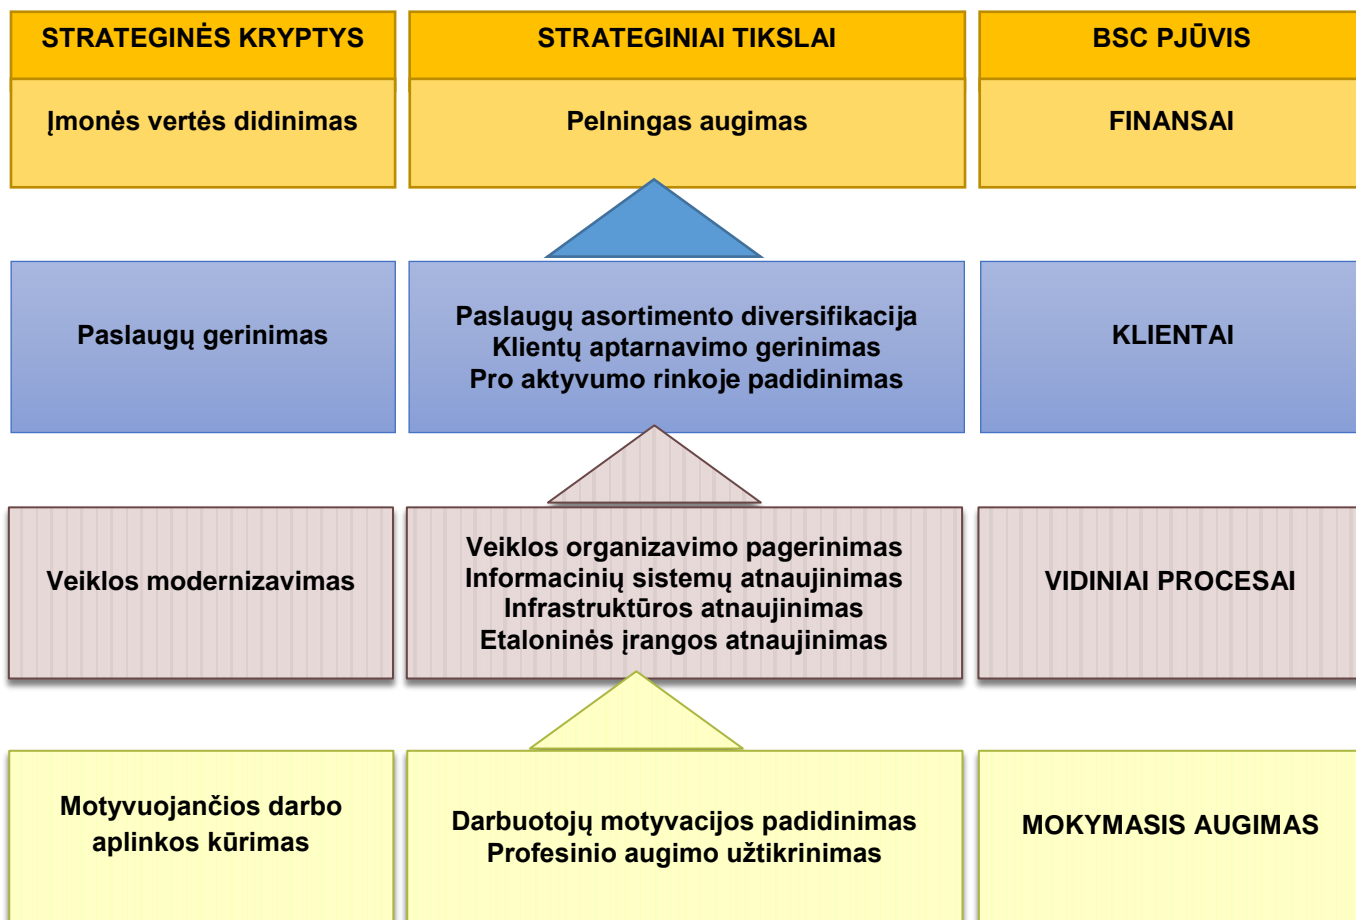 STRATEGINĖS KRYPTYS
STRATEGINIAI TIKSLAI
BSC PJŪVIS
Įmonės vertės didinimas
Pelningas augimas
FINANSAI
Paslaugų gerinimas
Paslaugų asortimento diversifikacija
Klientų aptarnavimo gerinimas
Pro aktyvumo rinkoje padidinimas
KLIENTAI
Veiklos modernizavimas
Veiklos organizavimo pagerinimas
Informacinių sistemų atnaujinimas
Infrastruktūros atnaujinimas
Etaloninės įrangos atnaujinimas
VIDINIAI PROCESAI
Motyvuojančios darbo
aplinkos kūrimas
Darbuotojų motyvacijos padidinimas
Profesinio augimo užtikrinimas
MOKYMASIS AUGIMAS